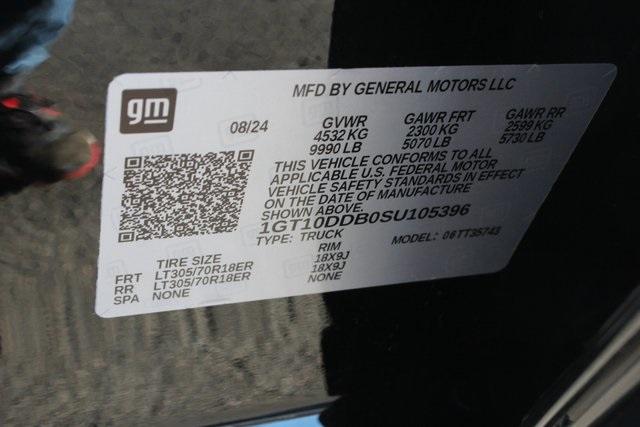 MFD BY GENERAL MOTORS LLC
gm
08/24
GVWR GAWR FRT GAWR RR
4532 KG 2300 KG 2599 KG
9990 LB 5070 LB 5730 LB
THIS VEHICLE CONFORMS TO ALL
APPLICABLE U.S. FEDERAL MOTOR
VEHICLE SAFETY STANDARDS IN EFFECT
ON THE DATE OF MANUFACTURE
SHOWN ABOVE.
1GT10DDB0SU105396
TYPE: TRUCK MODEL: 06TT35743
TIRE SIZE RIM
FRT LT305/70R18ER 18X9J
RR LT305/70R18ER 18X9J
SPA NONE NONE